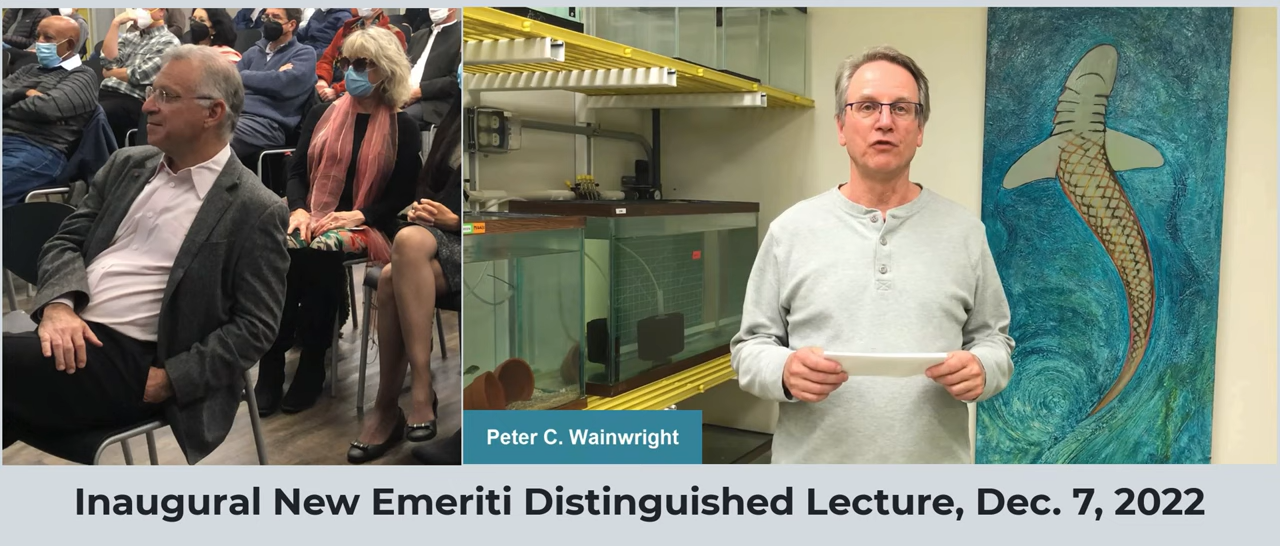 Peter C. Wainwright
Inaugural New Emeriti Distinguished Lecture, Dec. 7, 2022